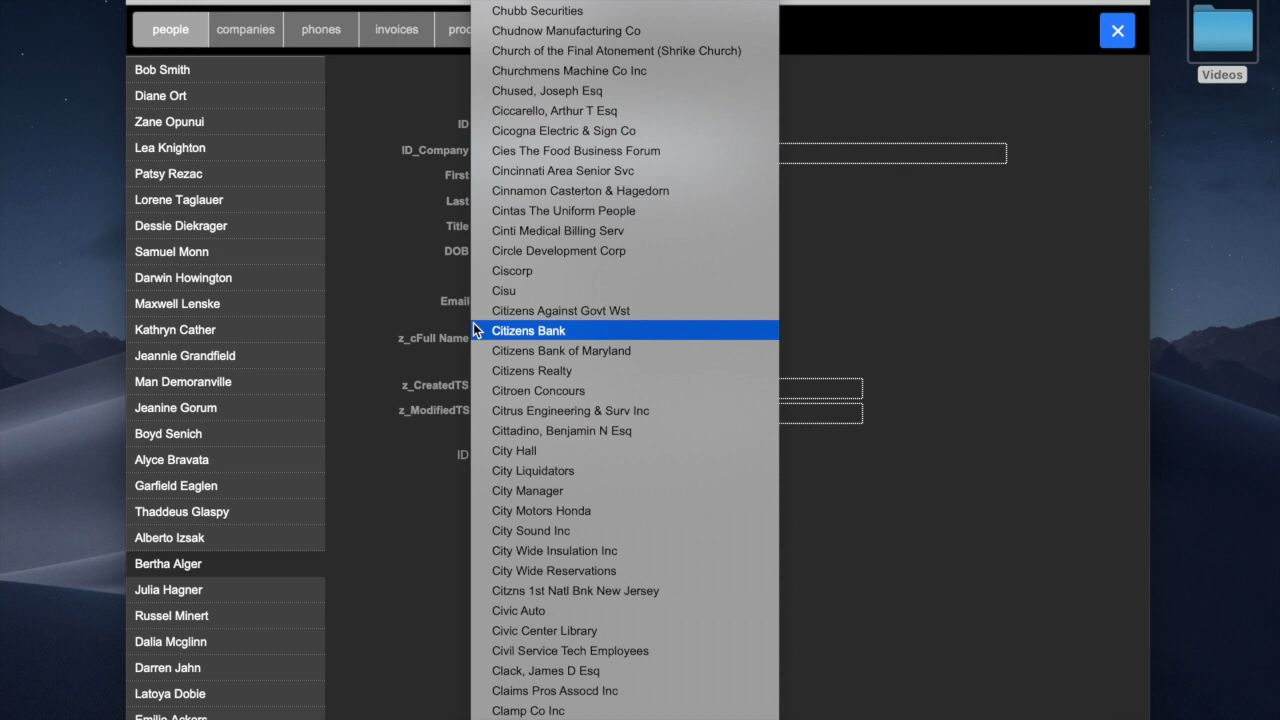 people
companies
phones
invoices
Videos
Bob Smith
Diane Ort
Zane Opunui
Lea Knighton
Patsy Rezac
Lorene Taglauer
Dessie Diekrager
Samuel Monn
Darwin Howington
Maxwell Lenske
Kathryn Cather
Jeannie Grandfield
Man Demoranville
Jeanine Gorum
Boyd Senich
Alyce Bravata
Garfield Eaglen
Thaddeus Glaspy
Alberto Izsak
Bertha Alger
Julia Hagner
Russel Minert
Dalia Mcglinn
Darren Jahn
Latoya Dobie
ID
ID_Company
First
Last
Title
DOB
Email
z_cFull Name
z_CreatedTS
z_ModifiedTS
ID
Chubb Securities
Chudnow Manufacturing Co
Church of the Final Atonement (Shrike Church)
Churchmens Machine Co Inc
Chused, Joseph Esq
Ciccarello, Arthur T Esq
Cicogna Electric & Sign Co
Cies The Food Business Forum
Cincinnati Area Senior Svc
Cinnamon Casterton & Hagedorn
Cintas The Uniform People
Cinti Medical Billing Serv
Circle Development Corp
Ciscorp
Cisu
Citizens Against Govt Wst
Citizens Bank
Citizens Bank of Maryland
Citizens Realty
Citroen Concours
Citrus Engineering & Surv Inc
Cittadino, Benjamin N Esq
City Hall
City Liquidators
City Manager
City Motors Honda
City Sound Inc
City Wide Insulation Inc
City Wide Reservations
Citzns 1st Natl Bnk New Jersey
Civic Auto
Civic Center Library
Civil Service Tech Employees
Clack, James D Esq
Claims Pros Assocd Inc
Clamp Co Inc